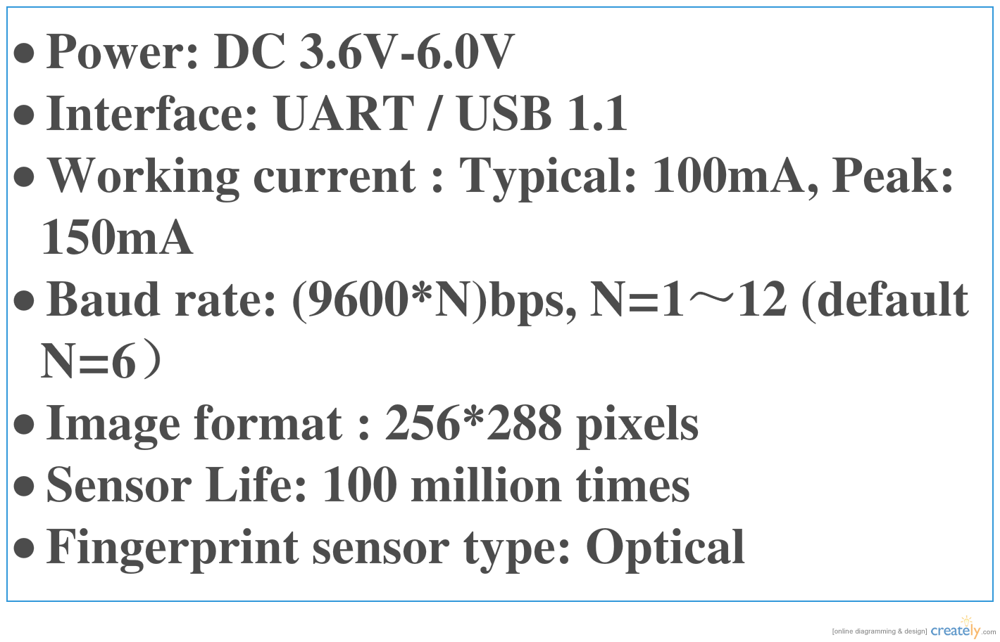 ● Power: DC 3.6V-6.0V
● Interface: UART / USB 1.1
● Working current : Typical: 100mA, Peak:
150mA
● Baud rate: (9600*N)bps, N=1～12 (default
N=6）
● Image format : 256*288 pixels
● Sensor Life: 100 million times
● Fingerprint sensor type: Optical
[online diagramming & design] creately.com